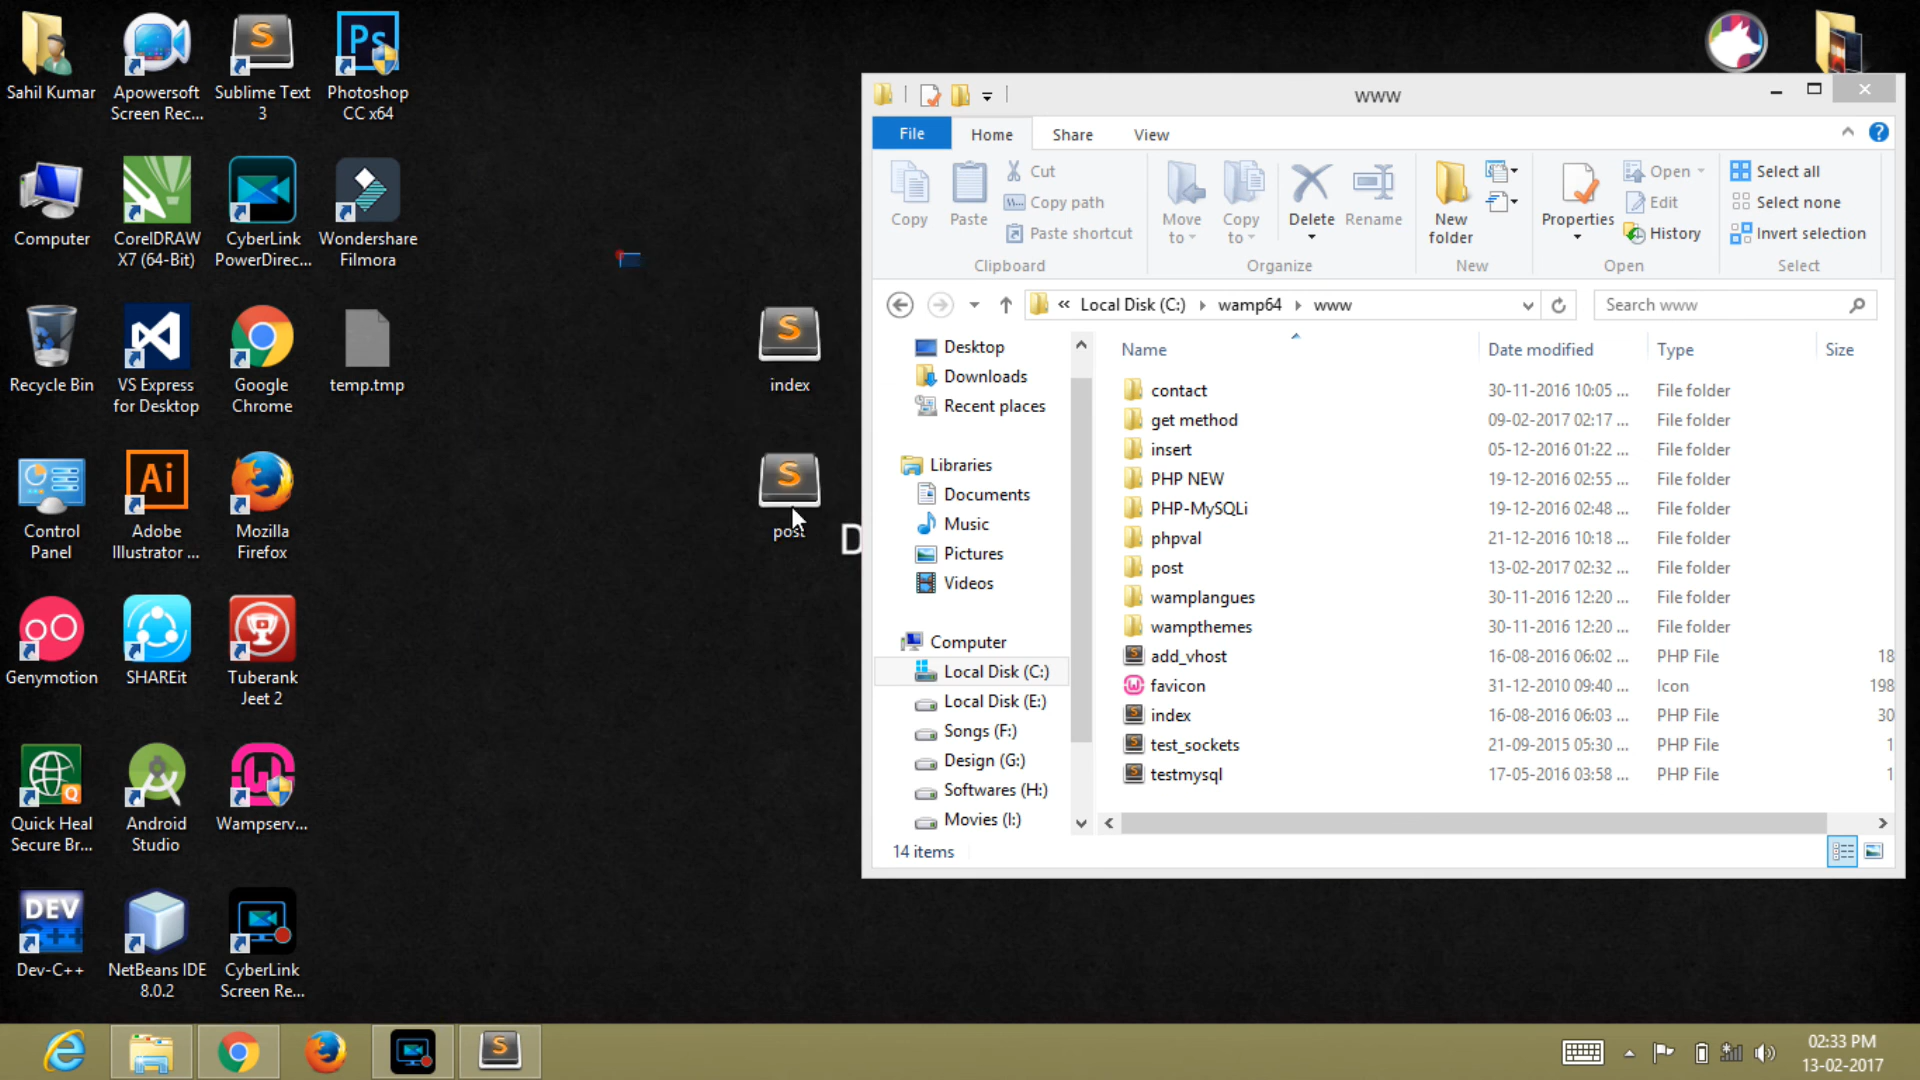 Sahil Kumar
Apowersoft
Screen Rec...
Sublime Text
3
Photoshop
CC x64
Computer
CorelDRAW
X7 (64-Bit)
CyberLink
PowerDirec...
Wondershare
Filmora
Recycle Bin
VS Express
for Desktop
Google
Chrome
temp.tmp
Control
Panel
Adobe
Illustrator ...
Mozilla
Firefox
Genymotion
SHAREit
Tuberank
Jeet 2
Quick Heal
Secure Br...
Android
Studio
Wampserv...
Dev-C++
NetBeans IDE
8.0.2
CyberLink
Screen Re...
index
post
D
Ps
Ai
DEV
C++
www
File Home Share View
Copy
Paste
Cut
Copy path
Paste shortcut
Clipboard
Move
to
Copy
to
Delete
Rename
Organize
New
folder
New
Properties
Open
Edit
History
Open
Select all
Select none
Invert selection
Select
« Local Disk (C:) wamp64 www
Search www
Desktop
Downloads
Recent places
Libraries
Documents
Music
Pictures
Videos
Computer
Local Disk (C:)
Local Disk (E:)
Songs (F:)
Design (G:)
Softwares (H:)
Movies (I:)
Name Date modified Type Size
contact 30-11-2016 10:05 ... File folder
get method 09-02-2017 02:17 ... File folder
insert 05-12-2016 01:22 ... File folder
PHP NEW 19-12-2016 02:55 ... File folder
PHP-MySQLi 19-12-2016 02:48 ... File folder
phpval 21-12-2016 10:18 ... File folder
post 13-02-2017 02:32 ... File folder
wamplangues 30-11-2016 12:20 ... File folder
wampthemes 30-11-2016 12:20 ... File folder
add_vhost 16-08-2016 06:02 ... PHP File 18
favicon 31-12-2010 09:40 ... Icon 198
index 16-08-2016 06:03 ... PHP File 30
test_sockets 21-09-2015 05:30 ... PHP File 1
testmysql 17-05-2016 03:58 ... PHP File 1
14 items
02:33 PM
13-02-2017